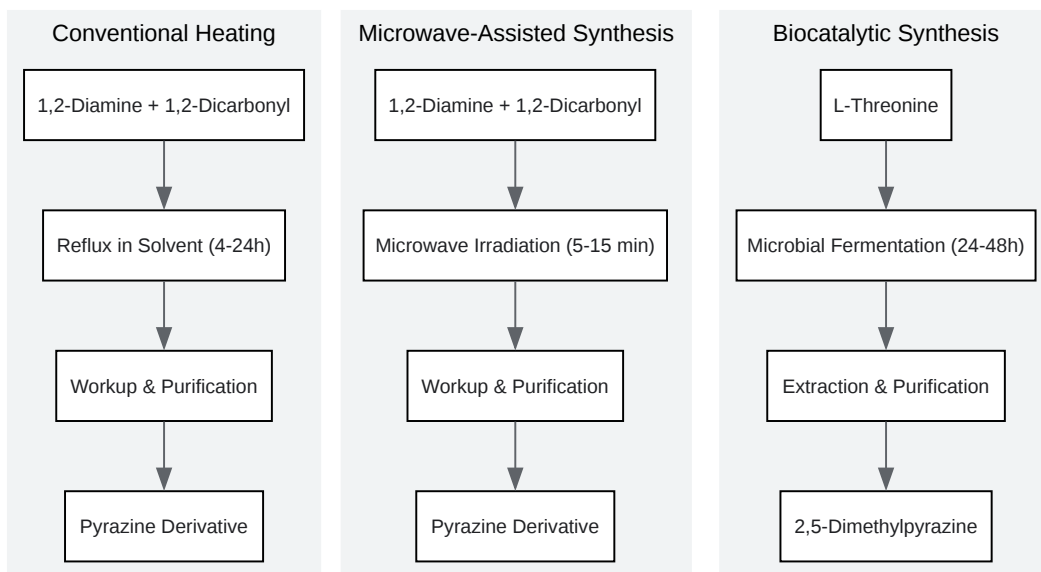 Conventional Heating
1,2-Diamine + 1,2-Dicarbonyl
Reflux in Solvent (4-24h)
Workup & Purification
Pyrazine Derivative
Microwave-Assisted Synthesis
1,2-Diamine + 1,2-Dicarbonyl
Microwave Irradiation (5-15 min)
Workup & Purification
Pyrazine Derivative
Biocatalytic Synthesis
L-Threonine
Microbial Fermentation (24-48h)
Extraction & Purification
2,5-Dimethylpyrazine